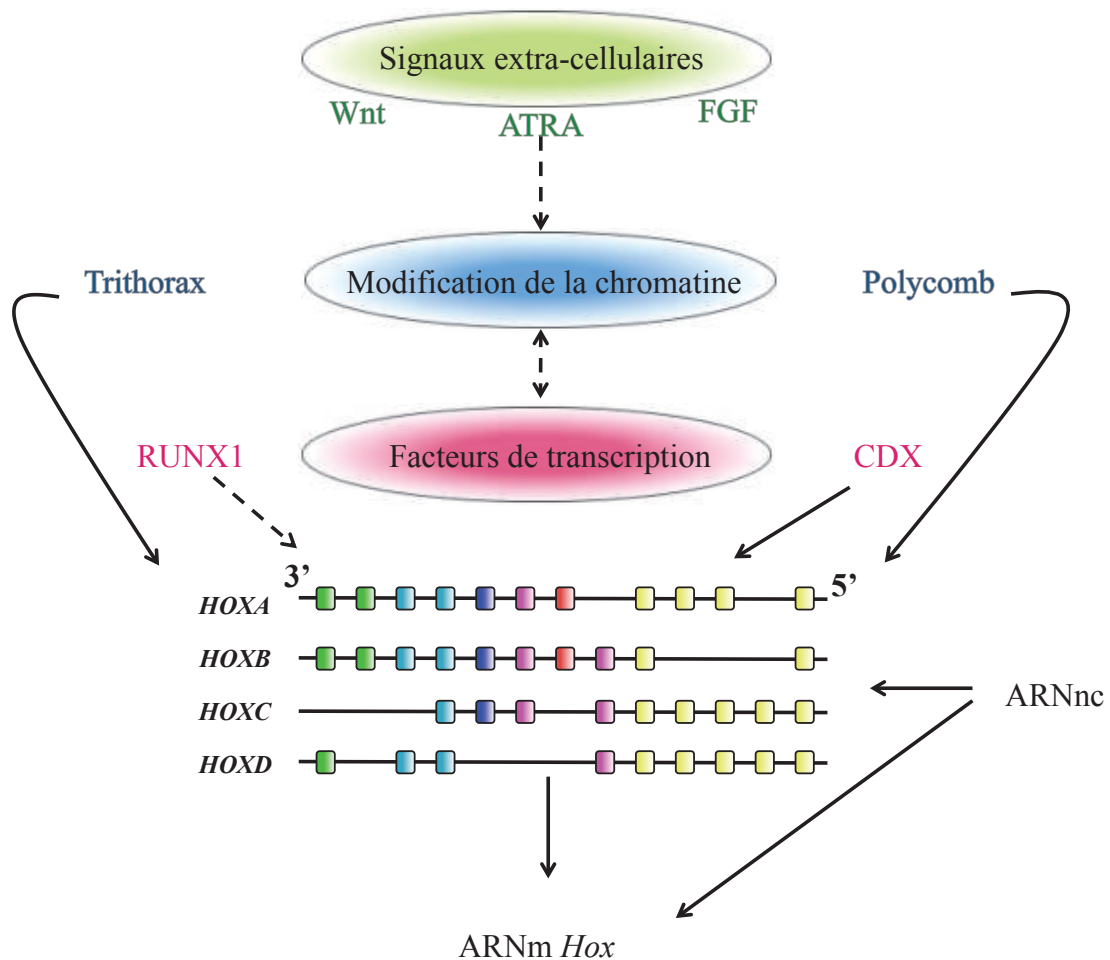 Signaux extra-cellulaires
Wnt
ATRA
FGF
Trithorax
Modification de la chromatine
Polycomb
RUNX1
Facteurs de transcription
CDX
3’
5’
HOXA
HOXB
HOXC
ARNnc
HOXD
ARNm Hox